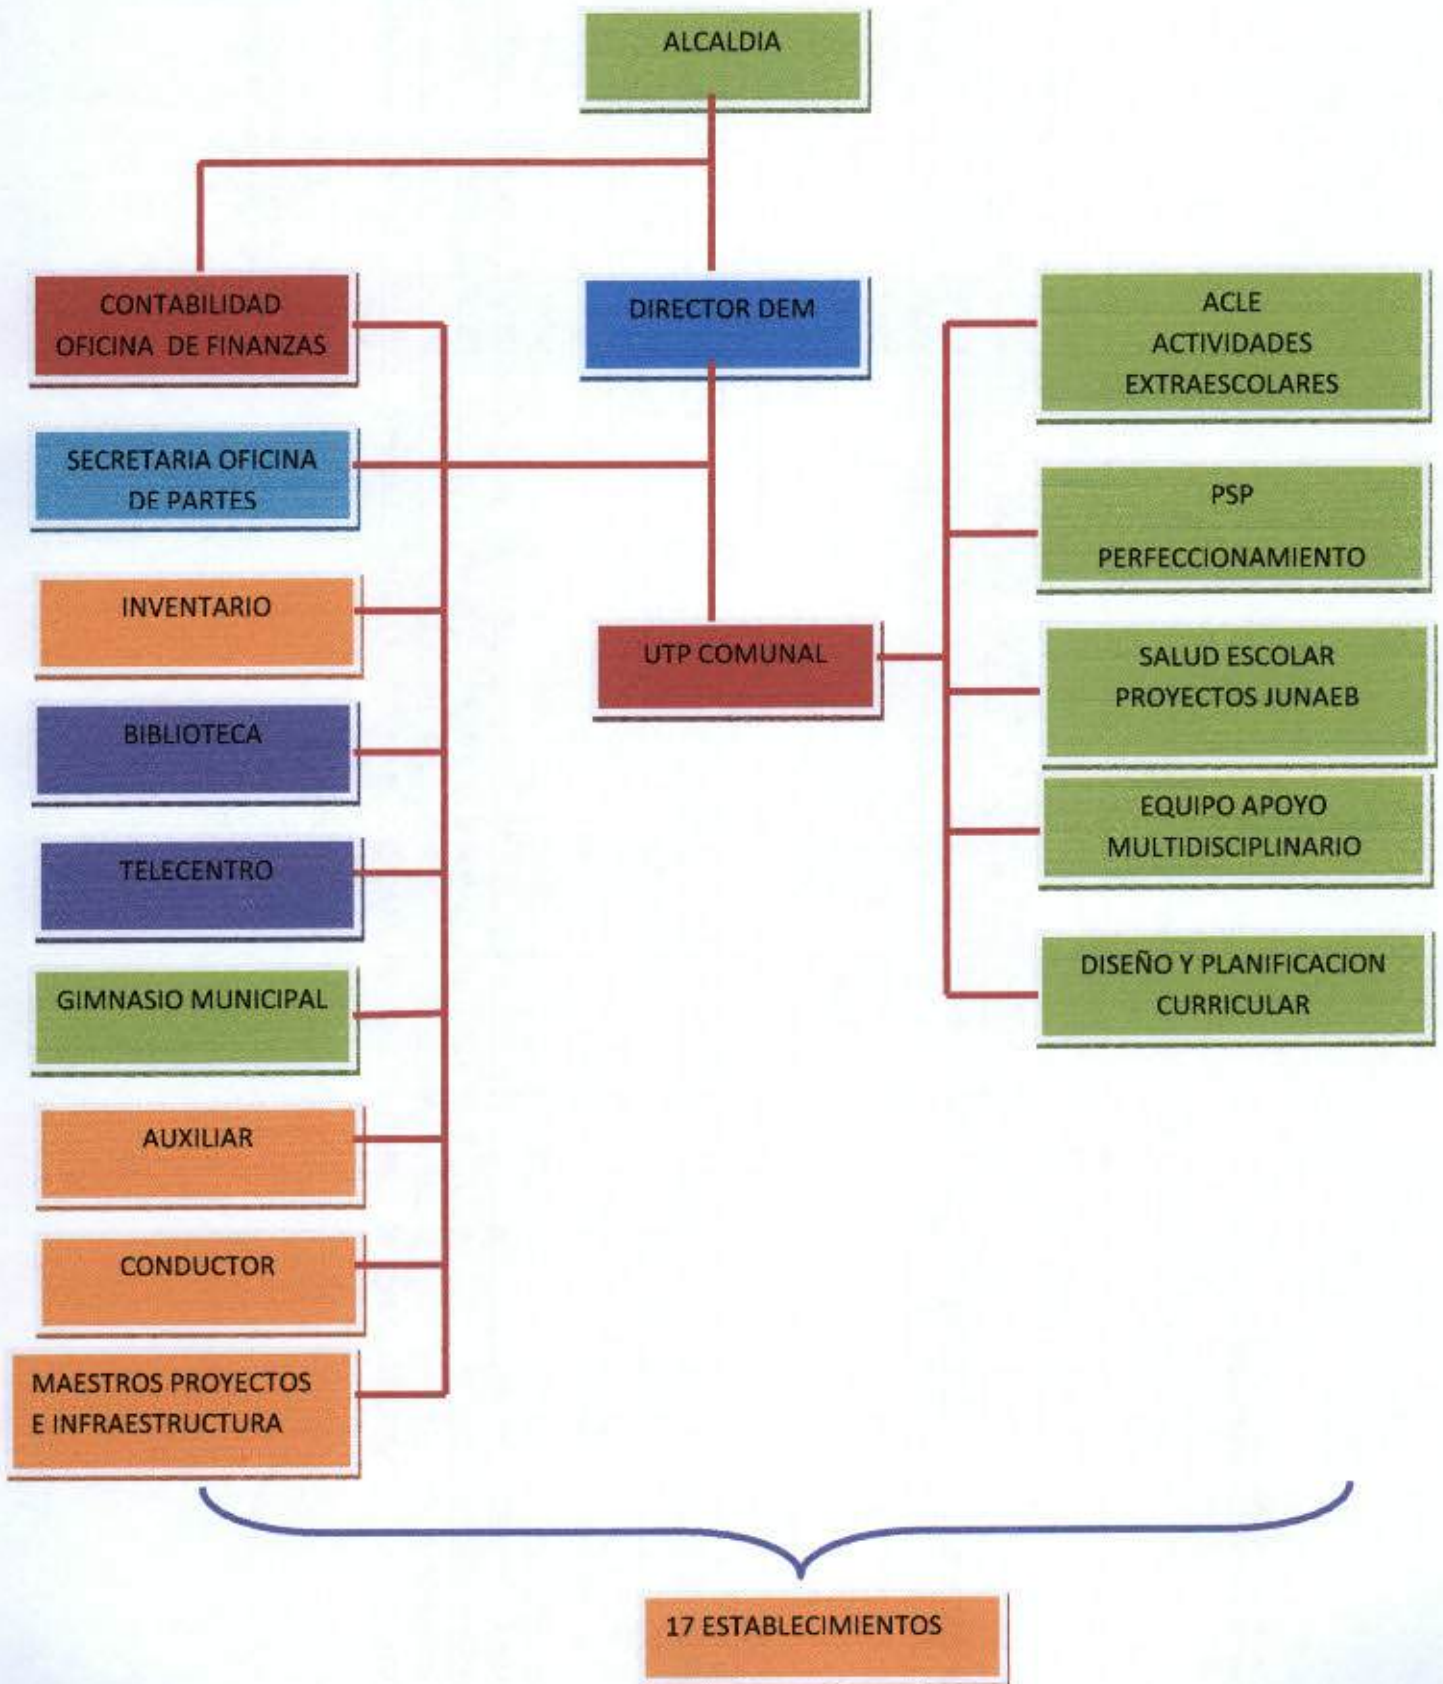 ALCALDIA
CONTABILIDAD
OFICINA DE FINANZAS
DIRECTOR DEM
ACLE
ACTIVIDADES
EXTRAESCOLARES
SECRETARIA OFICINA
DE PARTES
PSP
PERFECCIONAMIENTO
INVENTARIO
UTP COMUNAL
SALUD ESCOLAR
PROYECTOS JUNAEB
BIBLIOTECA
EQUIPO APOYO
MULTIDISCIPLINARIO
TELECENTRO
DISEÑO Y PLANIFICACION
CURRICULAR
GIMNASIO MUNICIPAL
AUXILIAR
CONDUCTOR
MAESTROS PROYECTOS
E INFRAESTRUCTURA
17 ESTABLECIMIENTOS